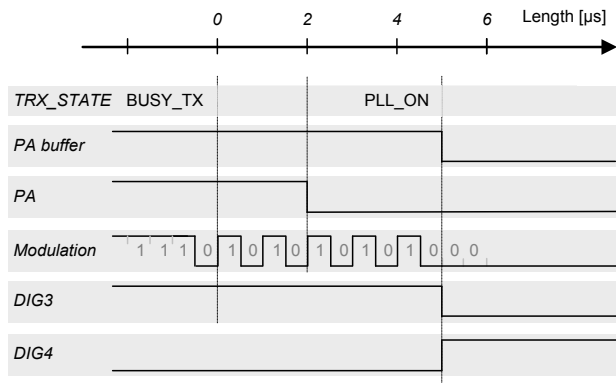 0 2 4 6 Length [µs]
TRX_STATE BUSY_TX PLL_ON
PA buffer
PA
Modulation 1 1 1 0 1 0 1 0 1 0 1 0 1 0 0 0
DIG3
DIG4